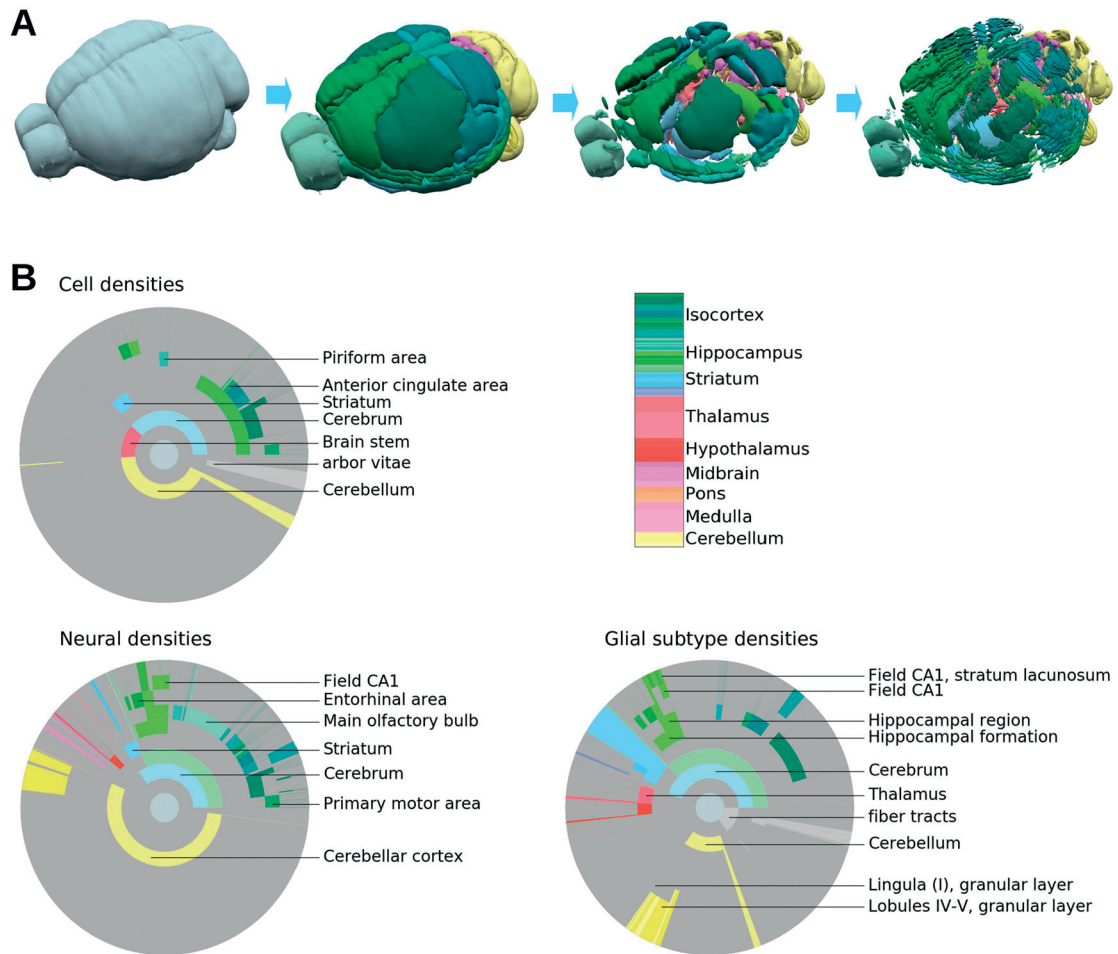 A
B
Cell densities
Piriform area
Anterior cingulate area
Striatum
Cerebrum
Brain stem
arbor vitae
Cerebellum
Isocortex
Hippocampus
Striatum
Thalamus
Hypothalamus
Midbrain
Pons
Medulla
Cerebellum
Neural densities
Field CA1
Entorhinal area
Main olfactory bulb
Striatum
Cerebrum
Primary motor area
Cerebellar cortex
Glial subtype densities
Field CA1, stratum lacunosum
Field CA1
Hippocampal region
Hippocampal formation
Cerebrum
Thalamus
fiber tracts
Cerebellum
Lingula (I), granular layer
Lobules IV-V, granular layer